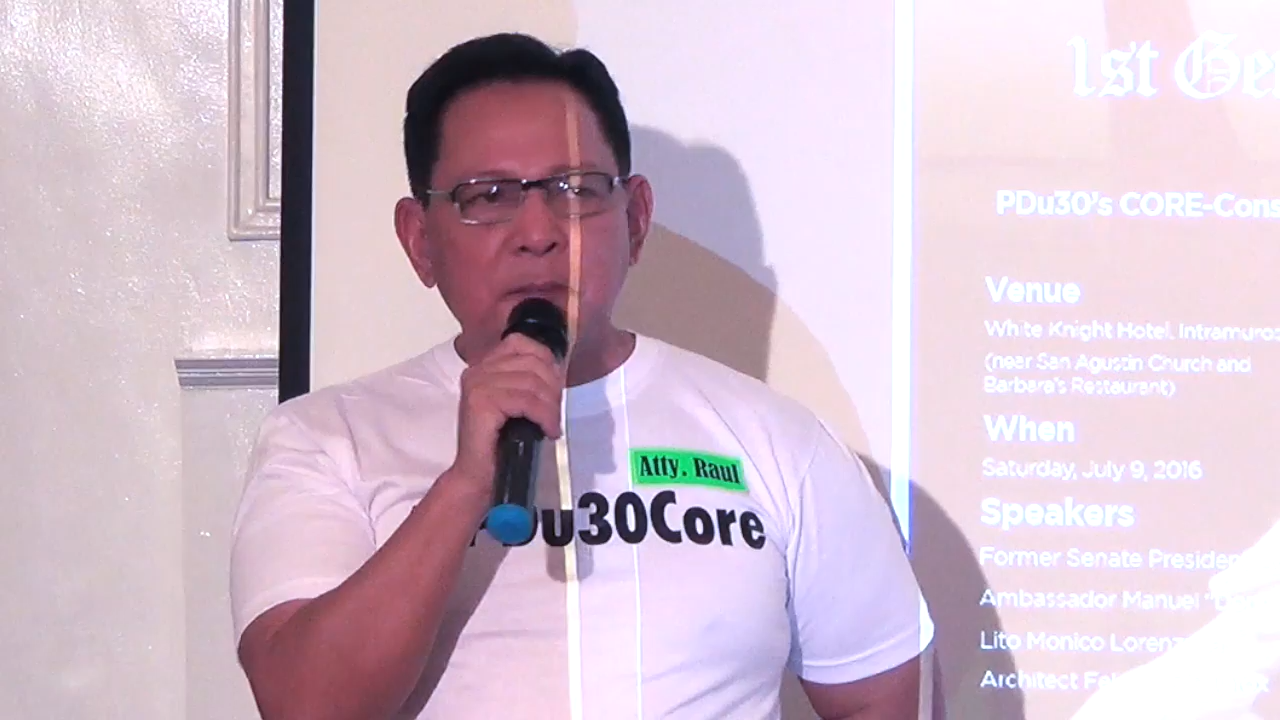 Atty. Raul
Du30Core
1st Ge
PDu30's CORE-Cons
Venue
White Knight Hotel, Intramuros
(near San Agustin Church and
Barbara's Restaurant)
When
Saturday, July 9, 2016
Speakers
Former Senate Presiden
Ambassador Manuel
Lito Monico Lorenz
Architect